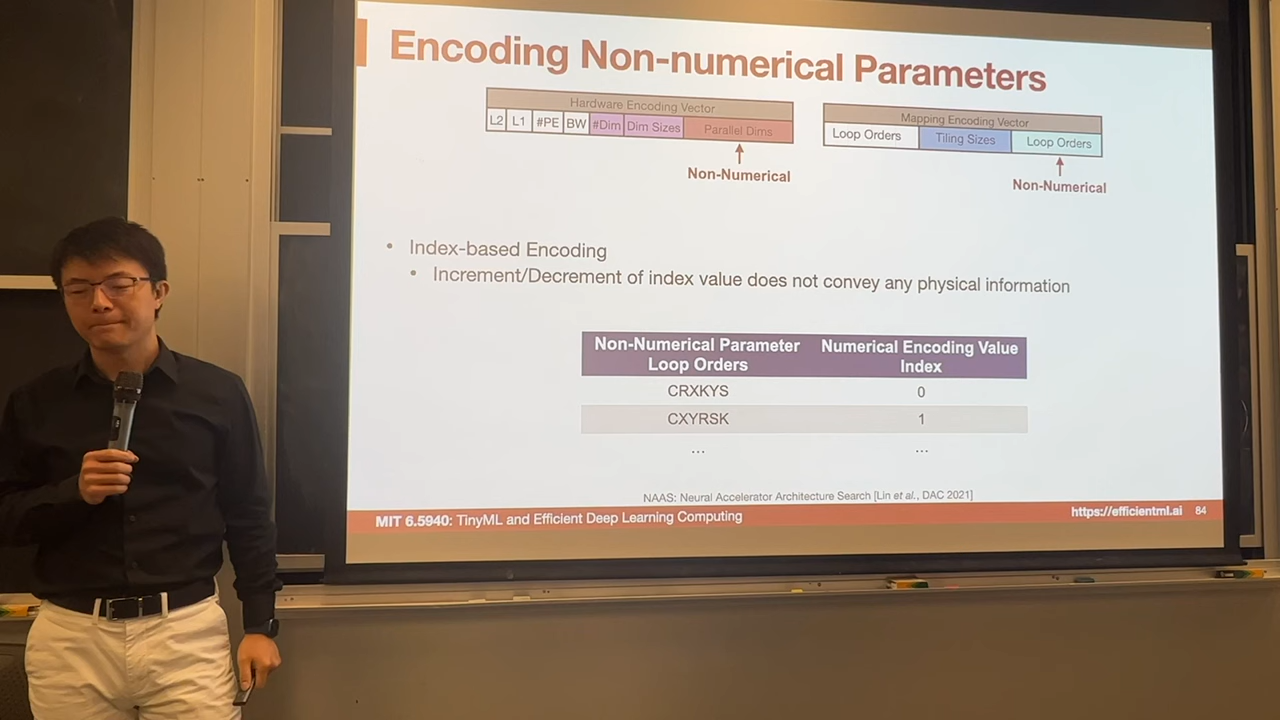 Encoding Non-numerical Parameters
Hardware Encoding Vector
L2 L1 #PE BW #Dim Dim Sizes Parallel Dims
Non-Numerical
Mapping Encoding Vector
Loop Orders Tiling Sizes Loop Orders
Non-Numerical
• Index-based Encoding
• Increment/Decrement of index value does not convey any physical information
Non-Numerical Parameter Loop Orders Numerical Encoding Value Index
CRXKYS 0
CXYRSK 1
... ...
NAAS: Neural Accelerator Architecture Search [Lin et al., DAC 2021]
MIT 6.5940: TinyML and Efficient Deep Learning Computing https://efficientml.ai 84